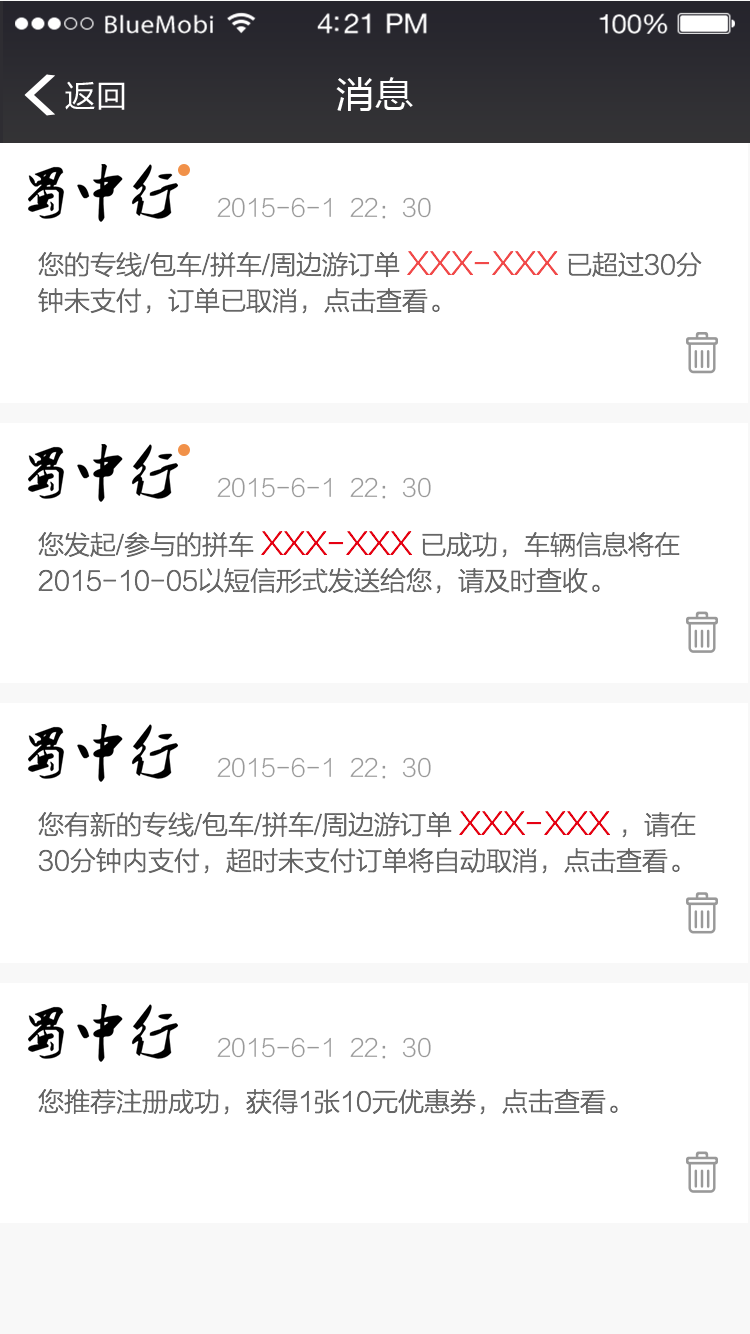 BlueMobi 4:21 PM 100%
返回 消息
蜀中行 2015-6-1 22：30
您的专线/包车/拼车/周边游订单 XXX-XXX 已超过30分
钟未支付，订单已取消，点击查看。
蜀中行 2015-6-1 22：30
您发起/参与的拼车 XXX-XXX 已成功，车辆信息将在
2015-10-05以短信形式发送给您，请及时查收。
蜀中行 2015-6-1 22：30
您有新的专线/包车/拼车/周边游订单 XXX-XXX ，请在
30分钟内支付，超时未支付订单将自动取消，点击查看。
蜀中行 2015-6-1 22：30
您推荐注册成功，获得1张10元优惠券，点击查看。